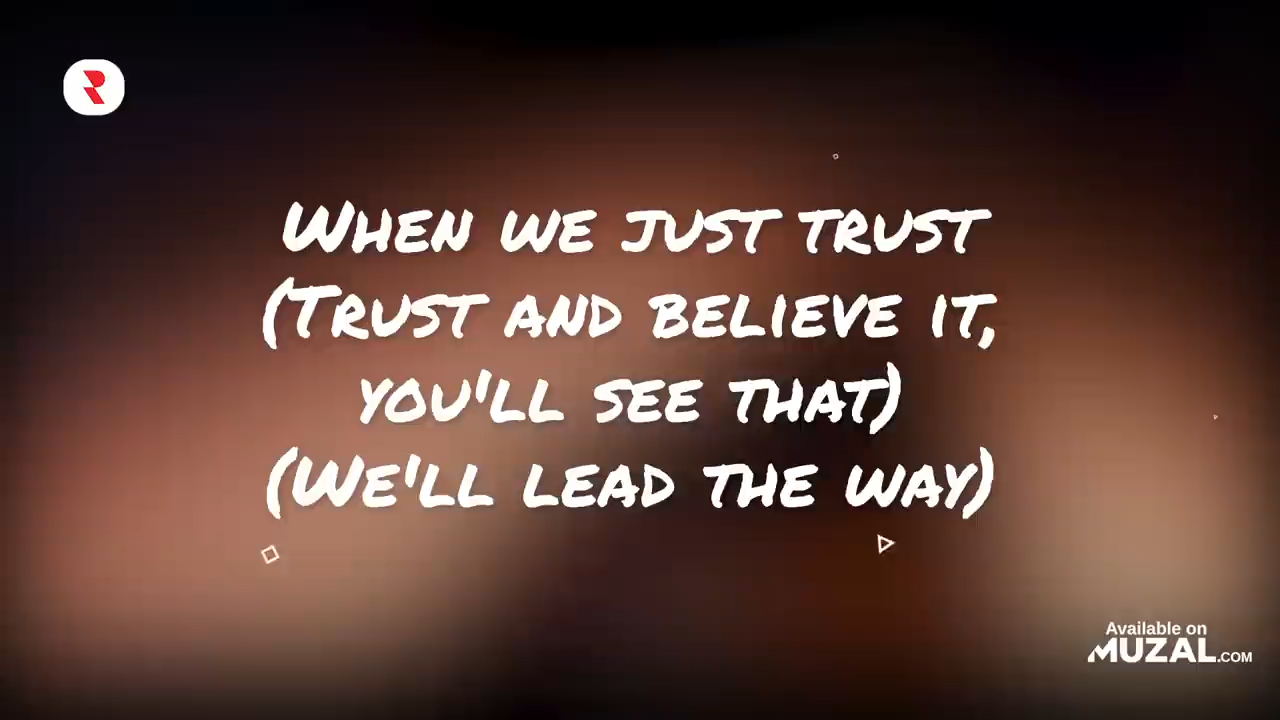 When we just trust
(Trust and believe it,
you'll see that)
(We'll lead the way)
Available on
MUZAL.COM